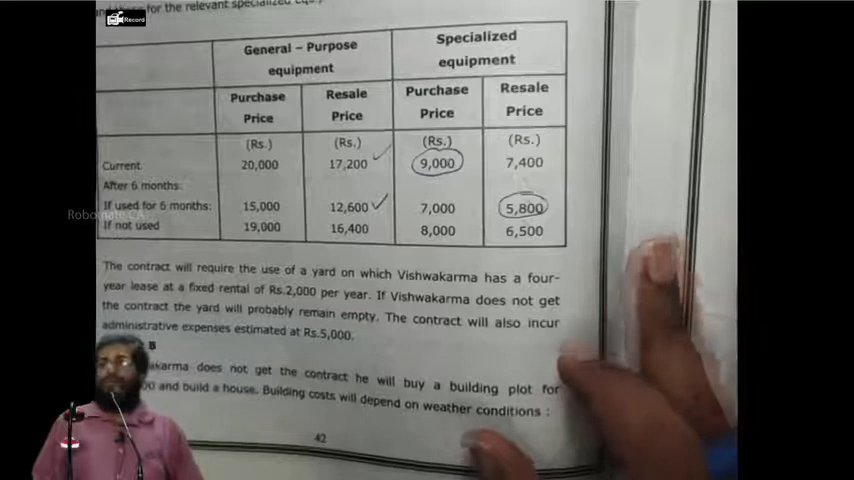 for the relevant specialized
Record
General – Purpose equipment
Specialized equipment
Purchase Price
Resale Price
Purchase Price
Resale Price
(Rs.) (Rs.) (Rs.) (Rs.)
Current 20,000 17,200 9,000 7,400
After 6 months:
If used for 6 months: 15,000 12,600 7,000 5,800
If not used 19,000 16,400 8,000 6,500
Robomate CA
The contract will require the use of a yard on which Vishwakarma has a four-
year lease at a fixed rental of Rs.2,000 per year. If Vishwakarma does not get
the contract the yard will probably remain empty. The contract will also incur
administrative expenses estimated at Rs.5,000.
B
does not get the contract he will buy a building plot for
and build a house. Building costs will depend on weather conditions :
42